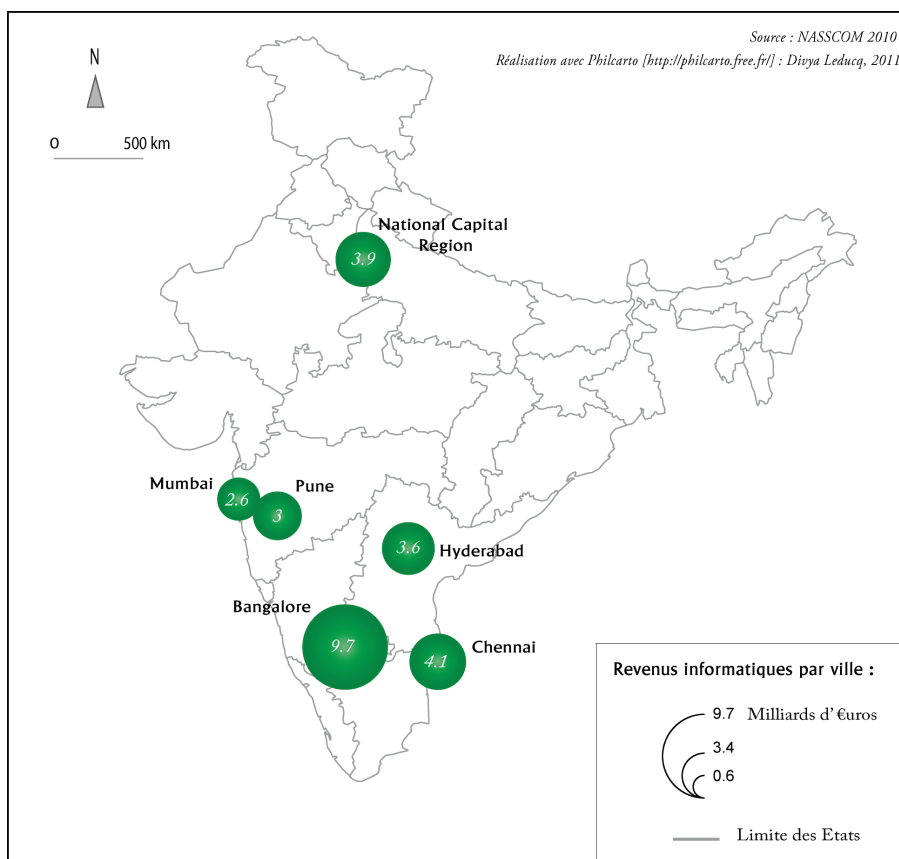 Source : NASSCOM 2010
Réalisation avec Philcarto [http://philcarto.free.fr/] : Divya Leducq, 2011
N
0 500 km
National Capital
Region
3.9
Mumbai
Pune
2.6
3
3.6
Hyderabad
Bangalore
9.7
Chennai
4.1
Revenus informatiques par ville :
9.7 Milliards d'€uros
3.4
0.6
Limite des Etats